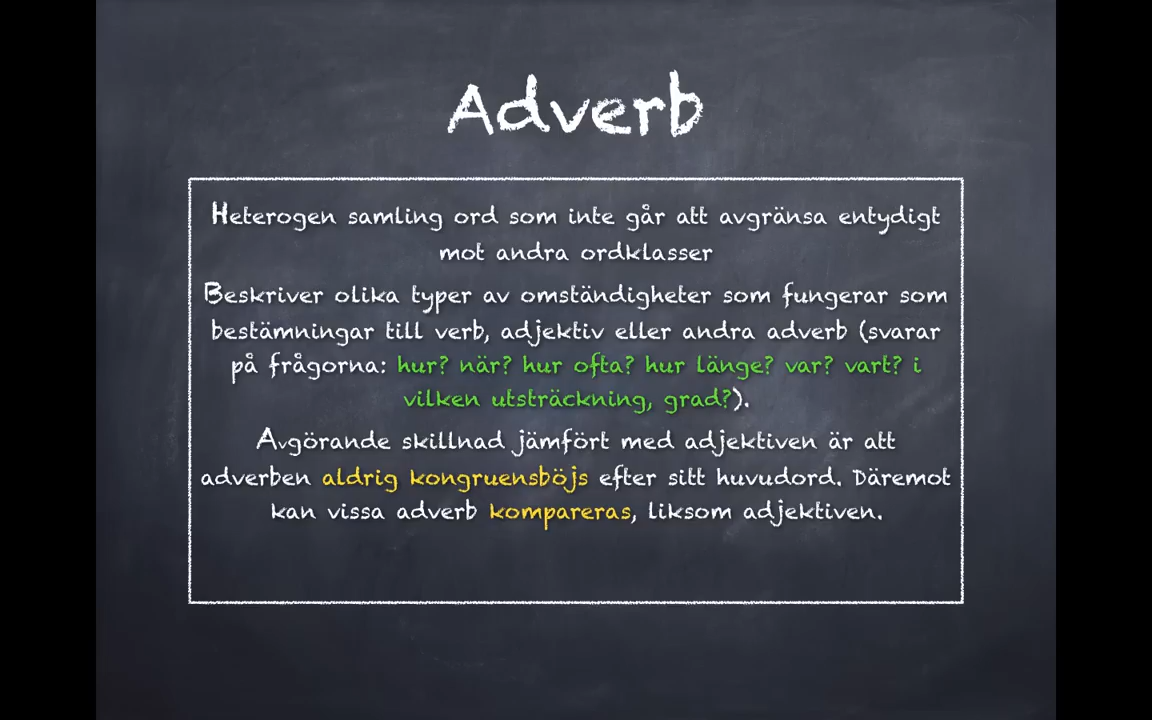 Adverb
Heterogen samling ord som inte går att avgränsa entydigt
mot andra ordklasser
Beskriver olika typer av omständigheter som fungerar som
bestämningar till verb, adjektiv eller andra adverb (svarar
på frågorna: hur? när? hur ofta? hur länge? var? vart? i
vilken utsträckning, grad?).
Avgörande skillnad jämfört med adjektiven är att
adverben aldrig kongruensböjs efter sitt huvudord. Däremot
kan vissa adverb kompareras, liksom adjektiven.